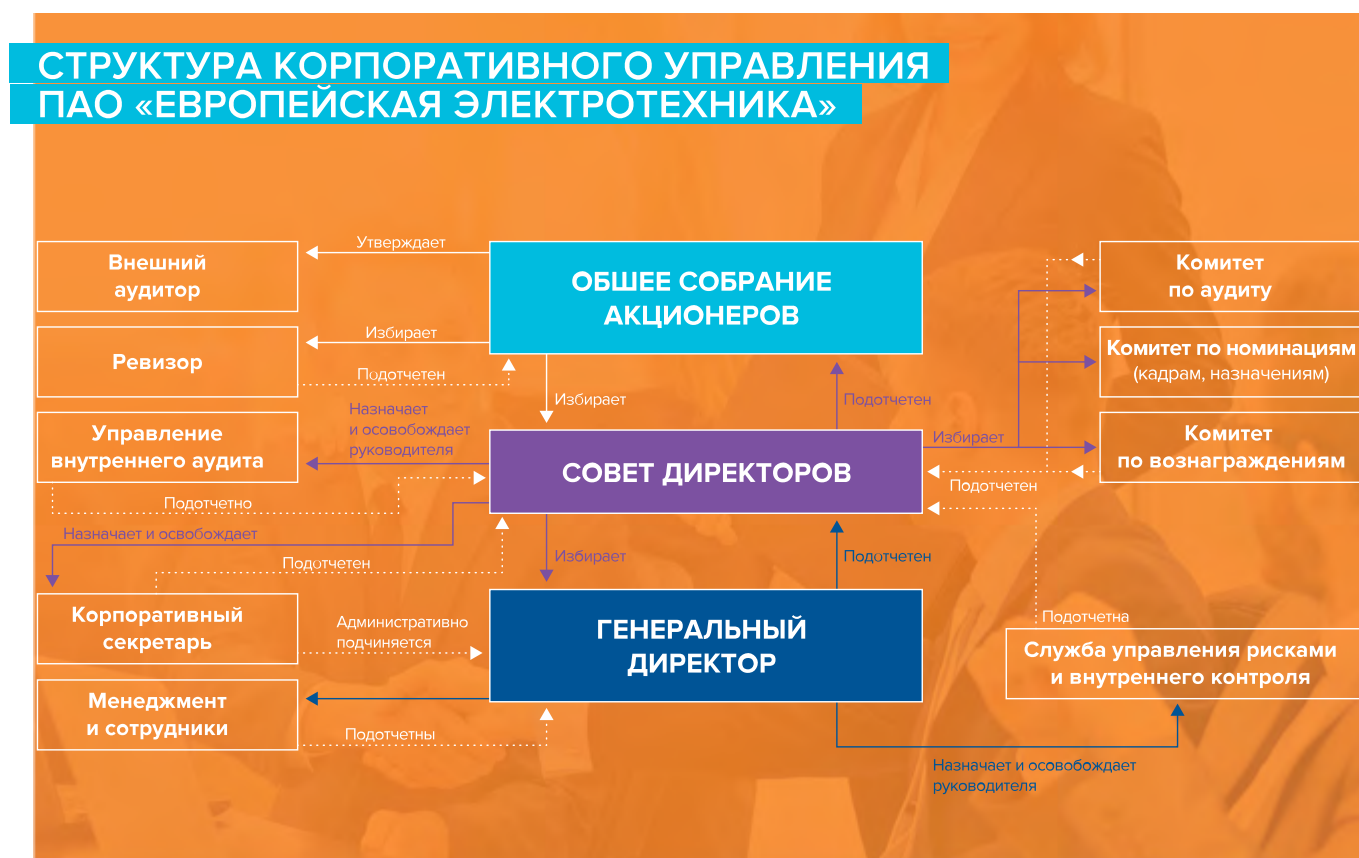 СТРУКТУРА КОРПОРАТИВНОГО УПРАВЛЕНИЯ
ПАО «ЕВРОПЕЙСКАЯ ЭЛЕКТРОТЕХНИКА»
Внешний
аудитор
Утверждает
ОБШЕЕ СОБРАНИЕ
АКЦИОНЕРОВ
Комитет
по аудиту
Ревизор
Избирает
Подотчетен
Комитет по номинациям
(кадрам, назначениям)
Избирает
Подотчетен
Управление
внутреннего аудита
Назначает
и осовобождает
руководителя
Подотчетно
СОВЕТ ДИРЕКТОРОВ
Избирает
Комитет
по вознаграждениям
Подотчетен
Назначает и освобождает
Подотчетен
Избирает
Подотчетен
Корпоративный
секретарь
Административно
подчиняется
ГЕНЕРАЛЬНЫЙ
ДИРЕКТОР
Подотчетна
Служба управления рисками
и внутреннего контроля
Менеджмент
и сотрудники
Подотчетны
Назначает и осовобождает
руководителя